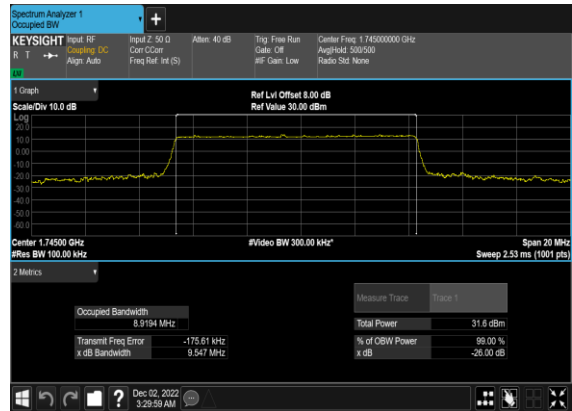 Spectrum Analyzer 1
Occupied BW
+
KEYSIGHT Input: RF Input Z: 50 Ω Atten: 40 dB Trig: Free Run Center Freq: 1.745000000 GHz
R T Coupling: DC Corr CCorr Gate: Off Avg|Hold: 500/500
Align: Auto Freq Ref: Int (S) #IF Gain: Low Radio Std: None
1 Graph
Ref Lvl Offset 8.00 dB
Scale/Div 10.0 dB Ref Value 30.00 dBm
Log
20.0
10.0
0.00
-10.0
-20.0
-30.0
-40.0
-50.0
-60.0
Center 1.74500 GHz #Video BW 300.00 kHz* Span 20 MHz
#Res BW 100.00 kHz Sweep 2.53 ms (1001 pts)
2 Metrics
Measure Trace Trace 1
Occupied Bandwidth
8.9194 MHz Total Power 31.6 dBm
Transmit Freq Error -175.61 kHz % of OBW Power 99.00 %
x dB Bandwidth 9.547 MHz x dB -26.00 dB
?
Dec 02, 2022
3:29:59 AM